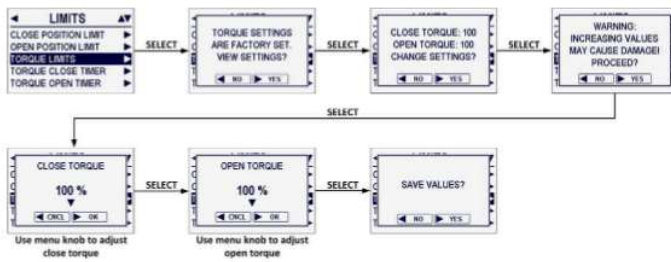 LIMITS
CLOSE POSITION LIMIT
OPEN POSITION LIMIT
TORQUE LIMITS
TORQUE CLOSE TIMER
TORQUE OPEN TIMER
SELECT
TORQUE SETTINGS
ARE FACTORY SET.
VIEW SETTINGS?
NO YES
SELECT
CLOSE TORQUE: 100
OPEN TORQUE: 100
CHANGE SETTINGS?
NO YES
SELECT
WARNING:
INCREASING VALUES
MAY CAUSE DAMAGE!
PROCEED?
NO YES
SELECT
CLOSE TORQUE
100 %
CNCL OK
Use menu knob to adjust
close torque
SELECT
OPEN TORQUE
100 %
CNCL OK
Use menu knob to adjust
open torque
SELECT
SAVE VALUES?
NO YES